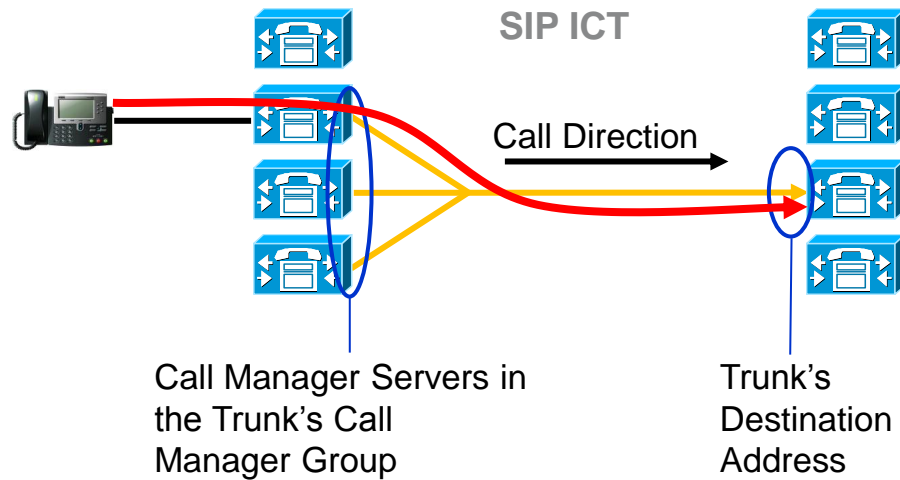 SIP ICT
Call Direction
Call Manager Servers in
the Trunk's Call
Manager Group
Trunk's
Destination
Address